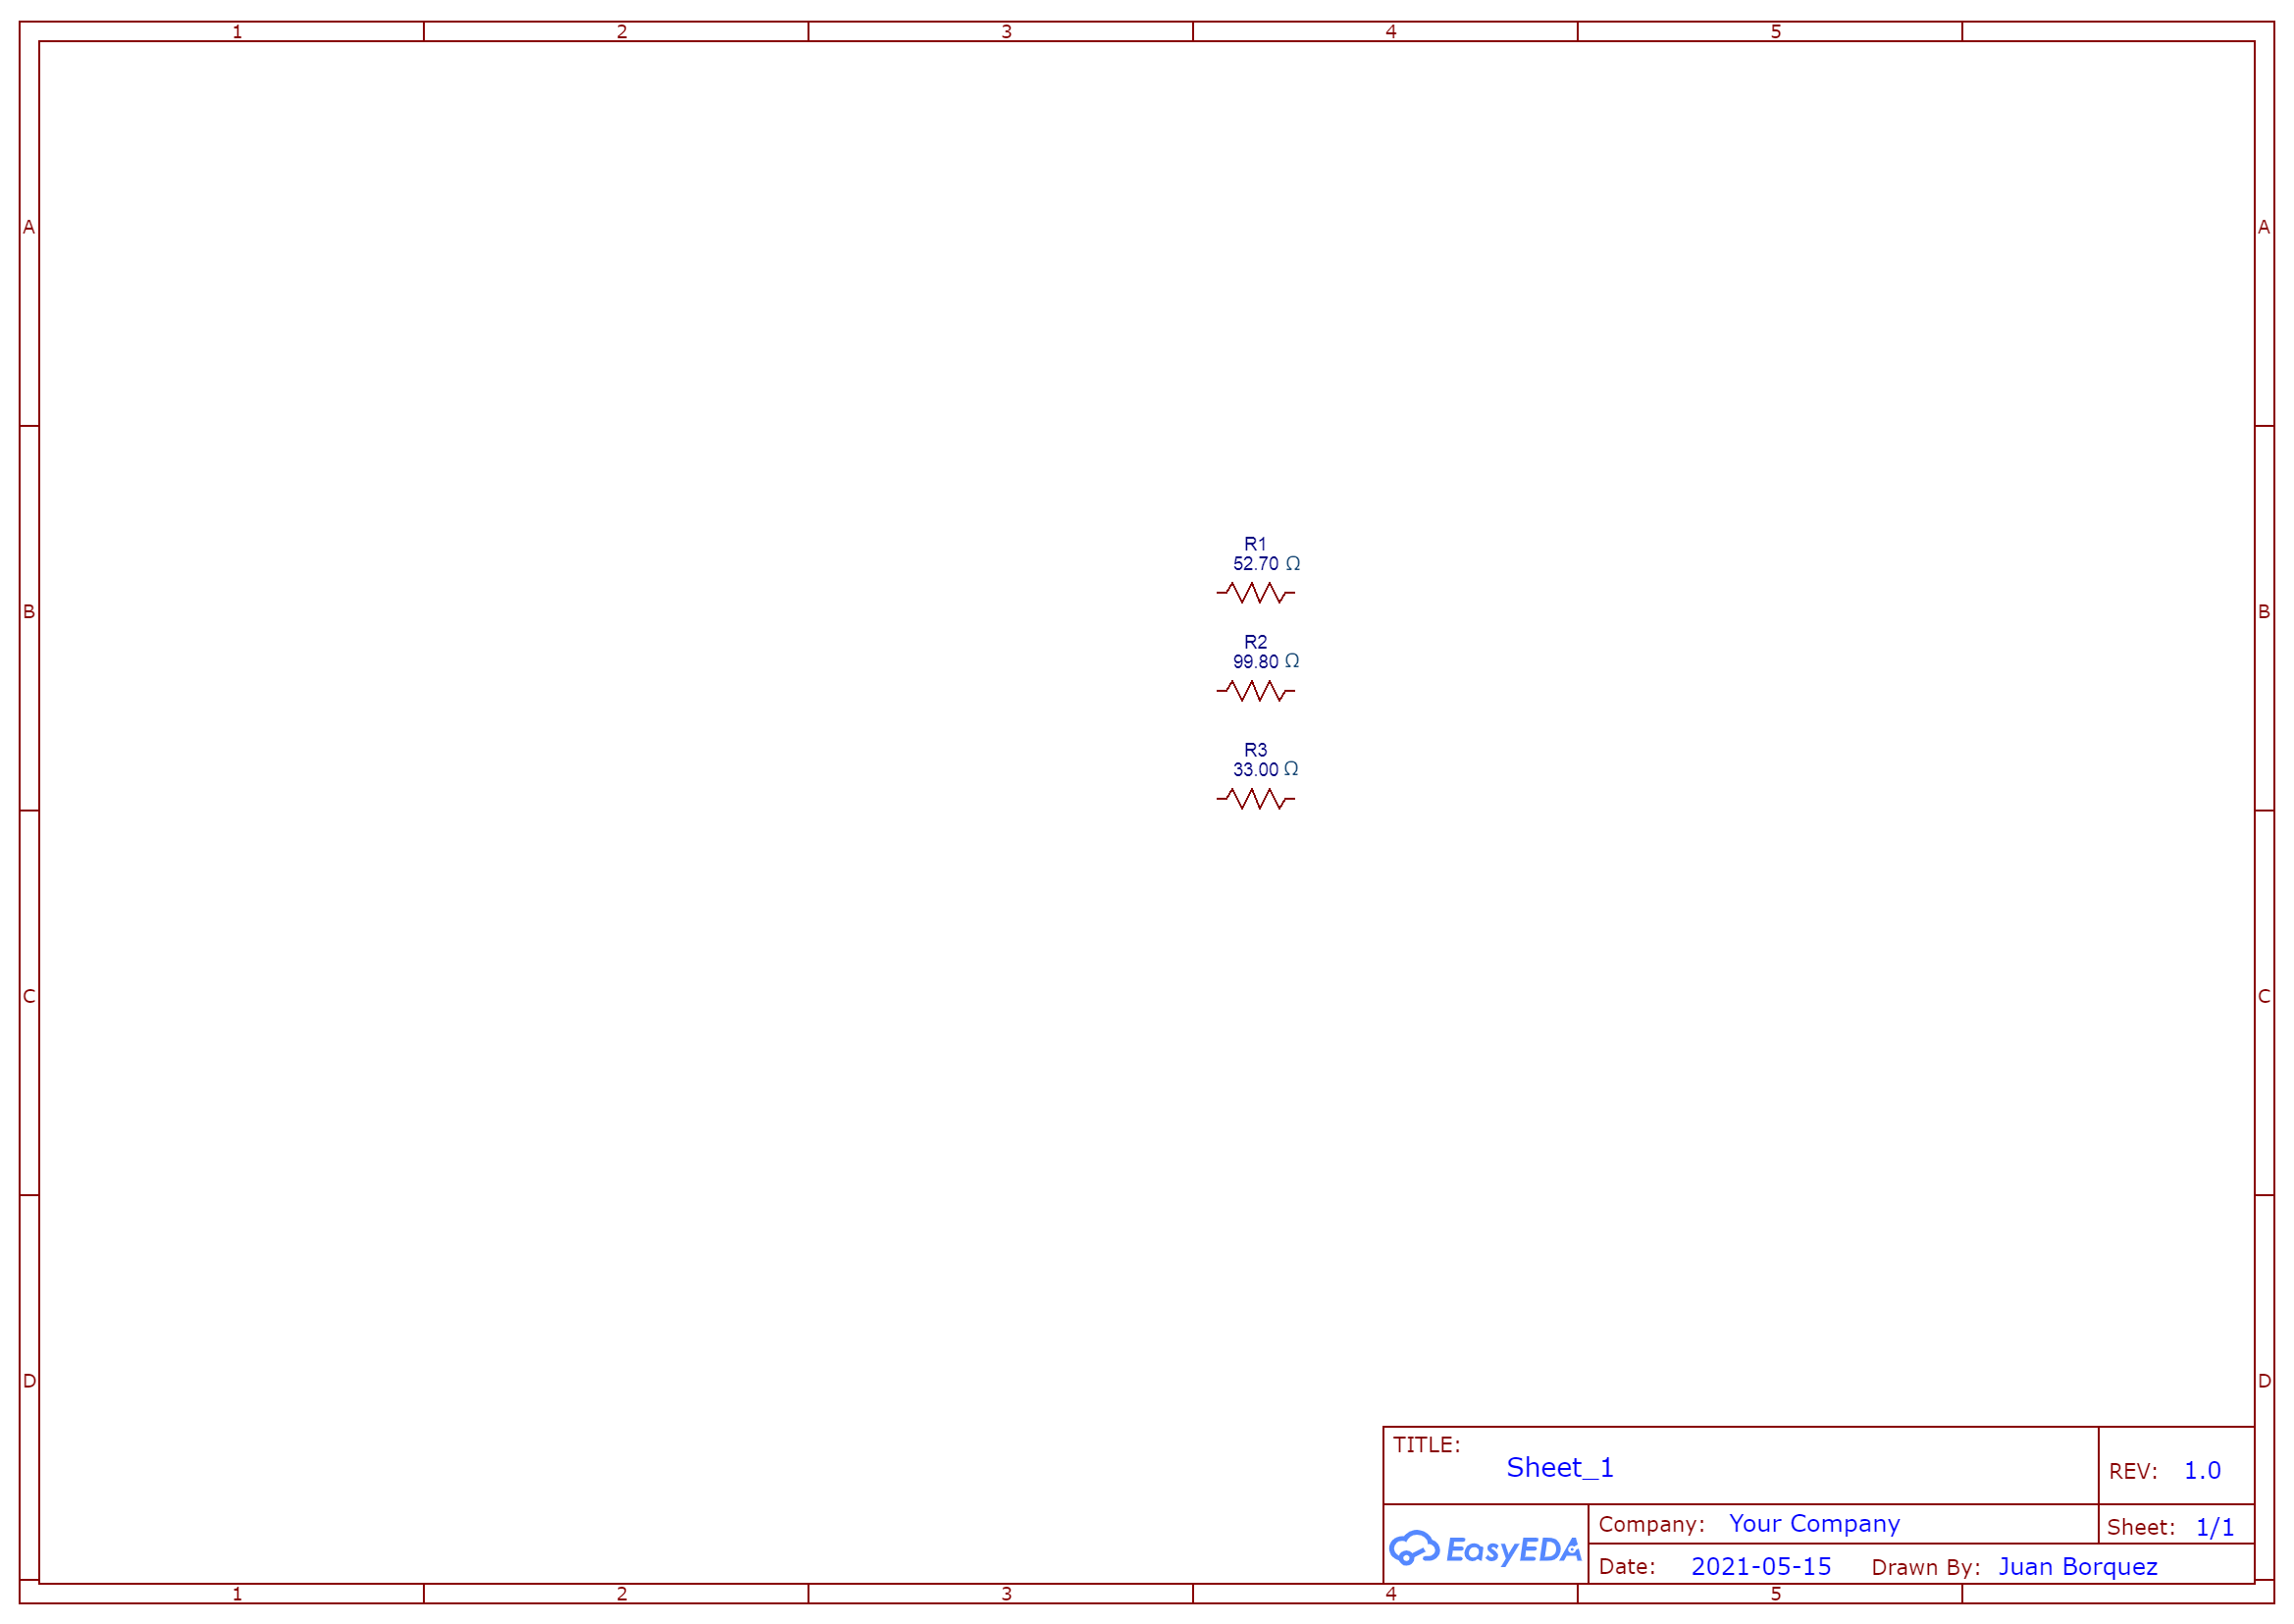 1 2 3 4 5
A A
R1
52.70 Ω
B B
R2
99.80 Ω
R3
33.00 Ω
C C
D D
TITLE:
Sheet_1
REV: 1.0
EasyEDA
Company: Your Company
Sheet: 1/1
Date: 2021-05-15 Drawn By: Juan Borquez
1 2 3 4 5